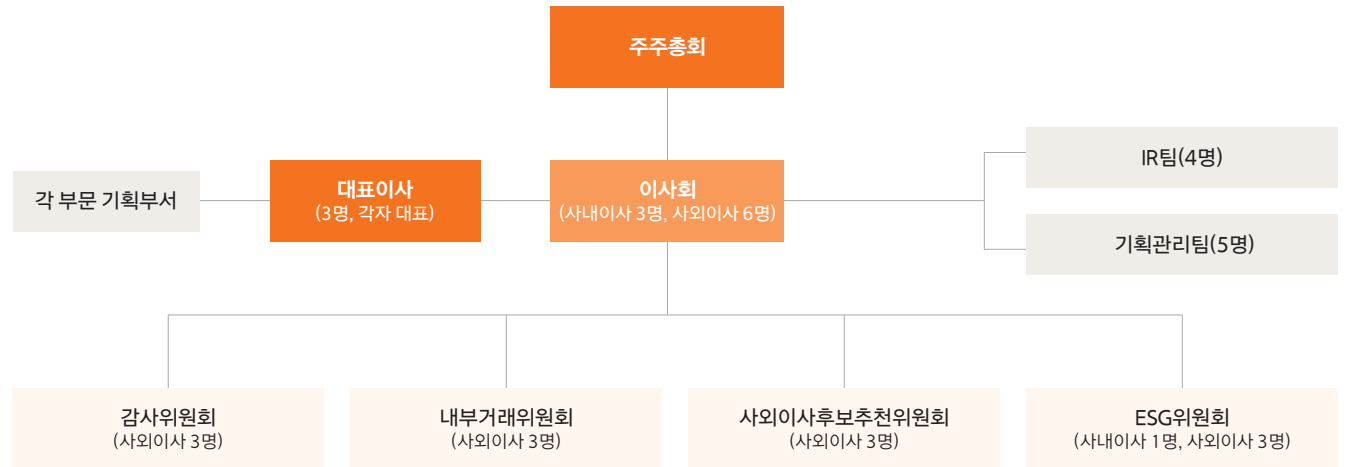 주주총회
각 부문 기획부서
대표이사
(3명, 각자 대표)
이사회
(사내이사 3명, 사외이사 6명)
IR팀(4명)
기획관리팀(5명)
감사위원회
(사외이사 3명)
내부거래위원회
(사외이사 3명)
사외이사후보추천위원회
(사외이사 3명)
ESG위원회
(사내이사 1명, 사외이사 3명)